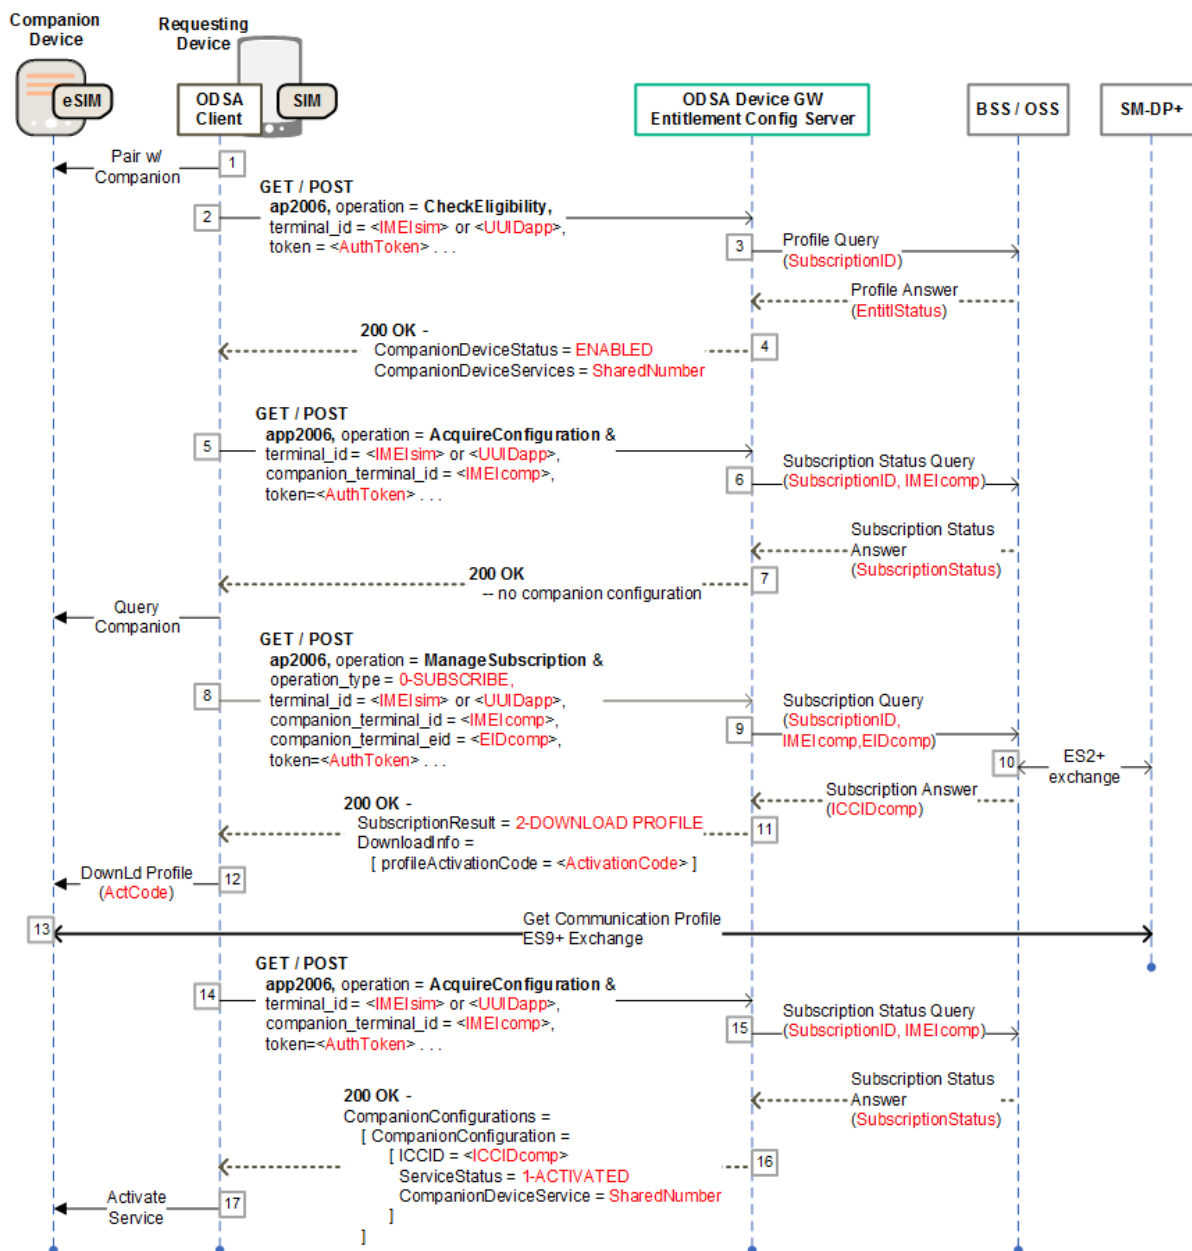 Companion
Device
Requesting
Device
eSIM
ODSA
Client
SIM
ODSA Device GW
Entitlement Config Server
BSS / OSS
SM-DP+
Pair w/
Companion
1
GET / POST
ap2006, operation = CheckEligibility,
terminal_id = <IMEIsim> or <UUIDapp>,
token = <AuthToken> . . .
2
3
Profile Query
(SubscriptionID)
Profile Answer
(EntitlStatus)
200 OK -
CompanionDeviceStatus = ENABLED
CompanionDeviceServices = SharedNumber
4
GET / POST
app2006, operation = AcquireConfiguration &
terminal_id = <IMEIsim> or <UUIDapp>,
companion_terminal_id = <IMEIcomp>,
token=<AuthToken> . . .
5
6
Subscription Status Query
(SubscriptionID, IMEIcomp)
Subscription Status
Answer
(SubscriptionStatus)
200 OK
-- no companion configuration
7
Query
Companion
GET / POST
ap2006, operation = ManageSubscription &
operation_type = 0-SUBSCRIBE,
terminal_id = <IMEIsim> or <UUIDapp>,
companion_terminal_id = <IMEIcomp>,
companion_terminal_eid = <EIDcomp>,
token=<AuthToken> . . .
8
9
Subscription Query
(SubscriptionID,
IMEIcomp,EIDcomp)
10
ES2+
exchange
Subscription Answer
(ICCIDcomp)
200 OK -
SubscriptionResult = 2-DOWNLOAD PROFILE
DownloadInfo =
[ profileActivationCode = <ActivationCode> ]
11
DownLd Profile
(ActCode)
12
13
Get Communication Profile
ES9+ Exchange
GET / POST
app2006, operation = AcquireConfiguration &
terminal_id = <IMEIsim> or <UUIDapp>,
companion_terminal_id = <IMEIcomp>,
token=<AuthToken> . . .
14
15
Subscription Status Query
(SubscriptionID, IMEIcomp)
Subscription Status
Answer
(SubscriptionStatus)
200 OK -
CompanionConfigurations =
[ CompanionConfiguration =
[ ICCID = <ICCIDcomp>
ServiceStatus = 1-ACTIVATED
CompanionDeviceService = SharedNumber
]
]
16
Activate
Service
17